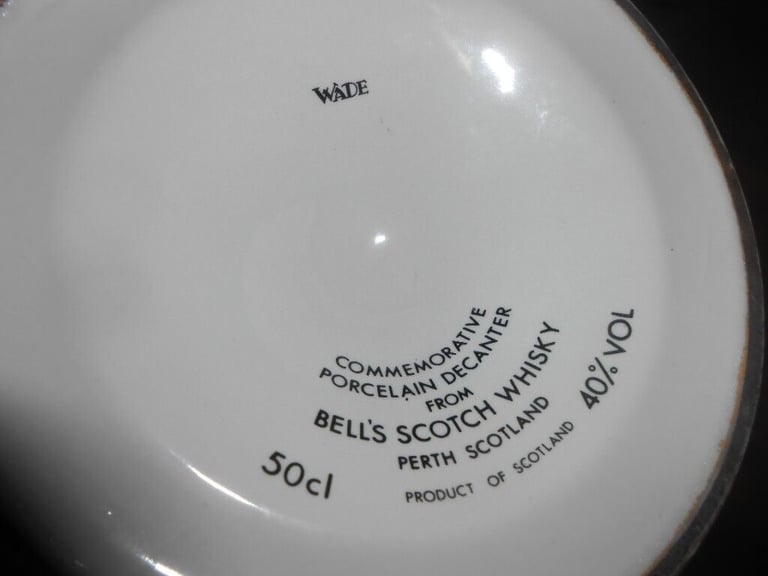 WADE
COMMEMORATIVE
PORCELAIN DECANTER
FROM
BELL'S SCOTCH WHISKY
PERTH SCOTLAND
PRODUCT OF SCOTLAND
50cl
40% VOL